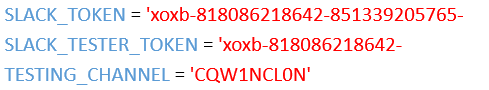 SLACK_TOKEN = 'xoxb-818086218642-851339205765-
SLACK_TESTER_TOKEN = 'xoxb-818086218642-
TESTING_CHANNEL = 'CQW1NCL0N'